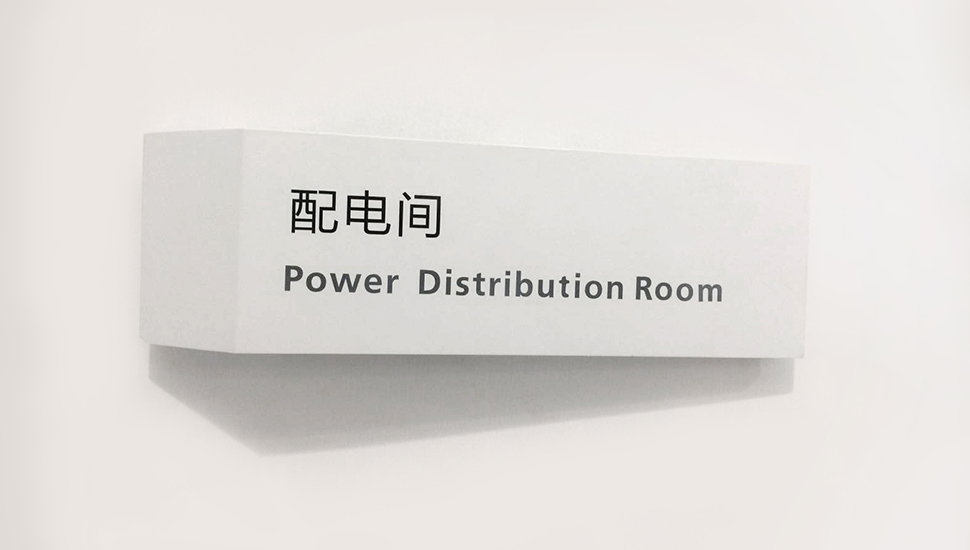 配电间
Power Distribution Room